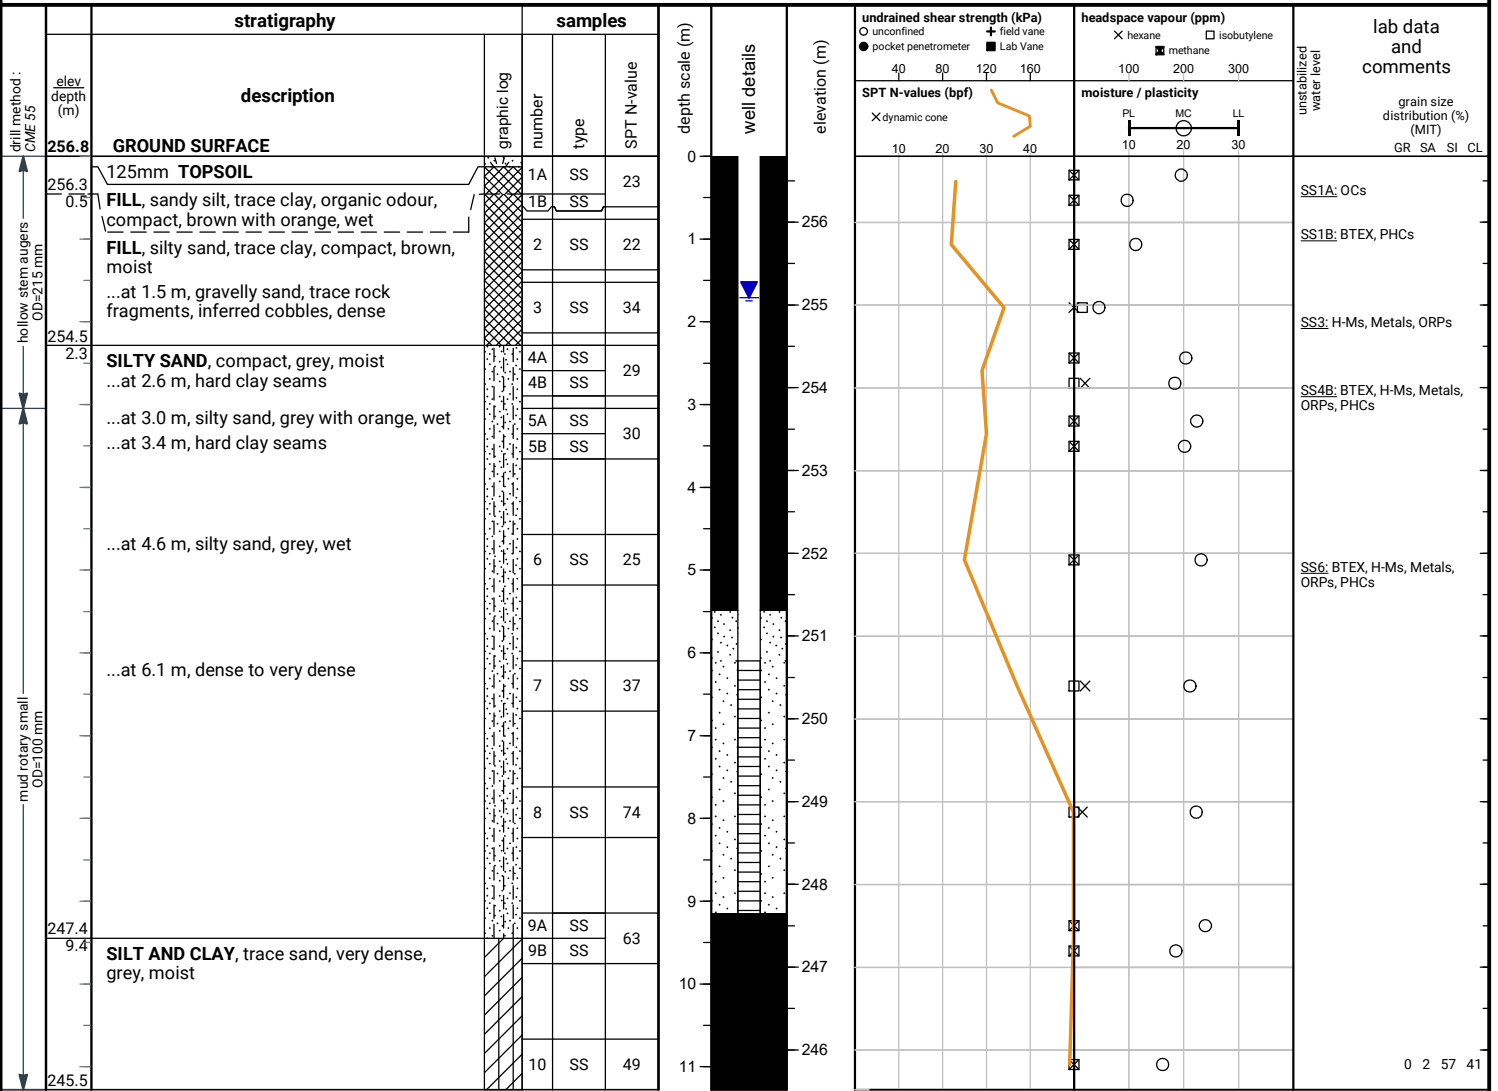 stratigraphy
samples
drill method :
CME 55
elev
depth
(m)
description
graphic log
number
type
SPT N-value
depth scale (m)
well details
elevation (m)
undrained shear strength (kPa)
unconfined
field vane
pocket penetrometer
Lab Vane
40 80 120 160
SPT N-values (bpf)
dynamic cone
10 20 30 40
headspace vapour (ppm)
hexane
isobutylene
methane
100 200 300
moisture / plasticity
PL MC LL
10 20 30
unstabilized
water level
lab data
and
comments
grain size
distribution (%)
(MIT)
GR SA SI CL
256.8 GROUND SURFACE
hollow stem augers
OD=215 mm
mud rotary small
OD=100 mm
125mm TOPSOIL
256.3
0.5
FILL, sandy silt, trace clay, organic odour,
compact, brown with orange, wet
FILL, silty sand, trace clay, compact, brown,
moist
...at 1.5 m, gravelly sand, trace rock
fragments, inferred cobbles, dense
254.5
2.3
SILTY SAND, compact, grey, moist
...at 2.6 m, hard clay seams
...at 3.0 m, silty sand, grey with orange, wet
...at 3.4 m, hard clay seams
...at 4.6 m, silty sand, grey, wet
...at 6.1 m, dense to very dense
247.4
9.4
SILT AND CLAY, trace sand, very dense,
grey, moist
245.5
1A SS
23
1B SS
2 SS 22
3 SS 34
4A SS
29
4B SS
5A SS
30
5B SS
6 SS 25
7 SS 37
8 SS 74
9A SS
63
9B SS
10 SS 49
0
1
2
3
4
5
6
7
8
9
10
11
256
255
254
253
252
251
250
249
248
247
246
SS1A: OCs
SS1B: BTEX, PHCs
SS3: H-Ms, Metals, ORPs
SS4B: BTEX, H-Ms, Metals,
ORPs, PHCs
SS6: BTEX, H-Ms, Metals,
ORPs, PHCs
0 2 57 41